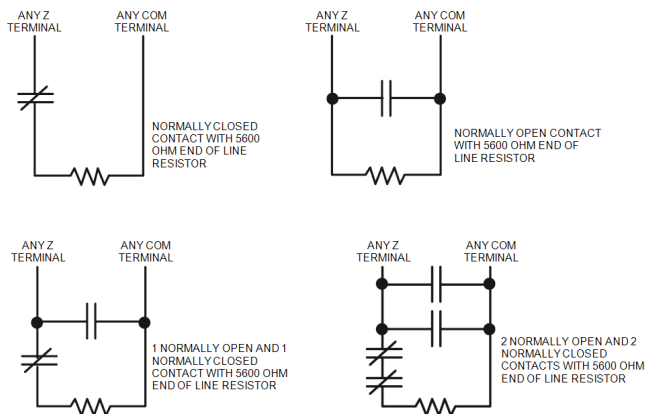 ANY Z
TERMINAL
ANY COM
TERMINAL
NORMALLY CLOSED
CONTACT WITH 5600
OHM END OF LINE
RESISTOR
ANY Z
TERMINAL
ANY COM
TERMINAL
NORMALLY OPEN CONTACT
WITH 5600 OHM END OF
LINE RESISTOR
ANY Z
TERMINAL
ANY COM
TERMINAL
1 NORMALLY OPEN AND 1
NORMALLY CLOSED
CONTACT WITH 5600 OHM
END OF LINE RESISTOR
ANY Z
TERMINAL
ANY COM
TERMINAL
2 NORMALLY OPEN AND 2
NORMALLY CLOSED
CONTACTS WITH 5600 OHM
END OF LINE RESISTOR